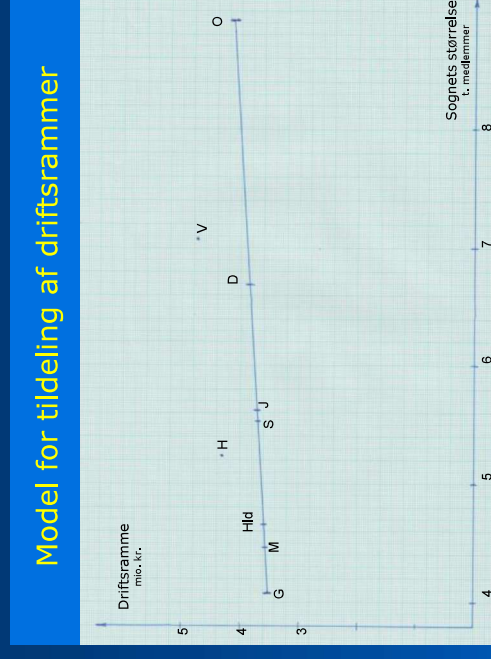 Model for tildeling af driftsrammer
Driftsramme
mio. kr.
5
4
3
G
M
Hld
H
S
J
D
V
O
4
5
6
7
8
Sognets størrelse
t. medlemmer